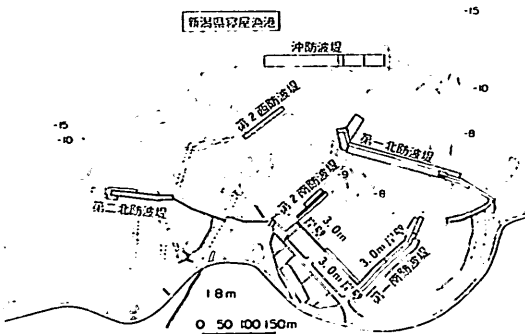 新潟県寝屋漁港
-15
沖防波堤
-10
第2西防波堤
-15
-10
-8
第一北防波堤
第2南防波堤
-9
-8
第二北防波堤
3.0m
3.0m
3.0m
第一南防波堤
1.8m
0 50 100 150m